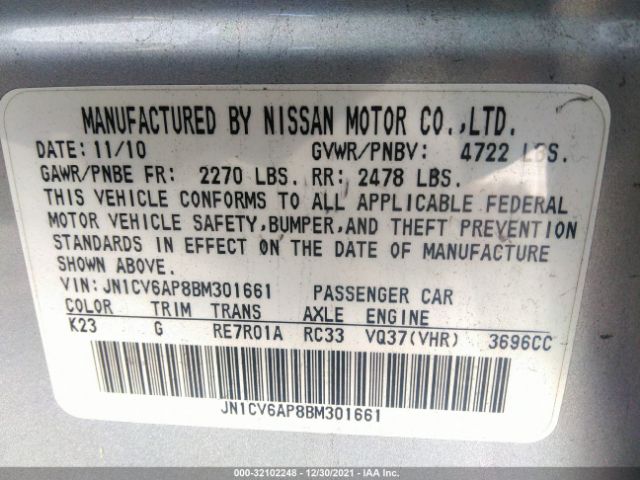 MANUFACTURED BY NISSAN MOTOR CO.,LTD.
DATE: 11/10 GVWR/PNBV: 4722 LBS.
GAWR/PNBE FR: 2270 LBS. RR: 2478 LBS.
THIS VEHICLE CONFORMS TO ALL APPLICABLE FEDERAL
MOTOR VEHICLE SAFETY,BUMPER,AND THEFT PREVENTION
STANDARDS IN EFFECT ON THE DATE OF MANUFACTURE
SHOWN ABOVE.
VIN: JN1CV6AP8BM301661 PASSENGER CAR
COLOR TRIM TRANS AXLE ENGINE
K23 G RE7R01A RC33 VQ37(VHR) 3696CC
JN1CV6AP8BM301661
000-32102248 - 12/30/2021 - IAA Inc.